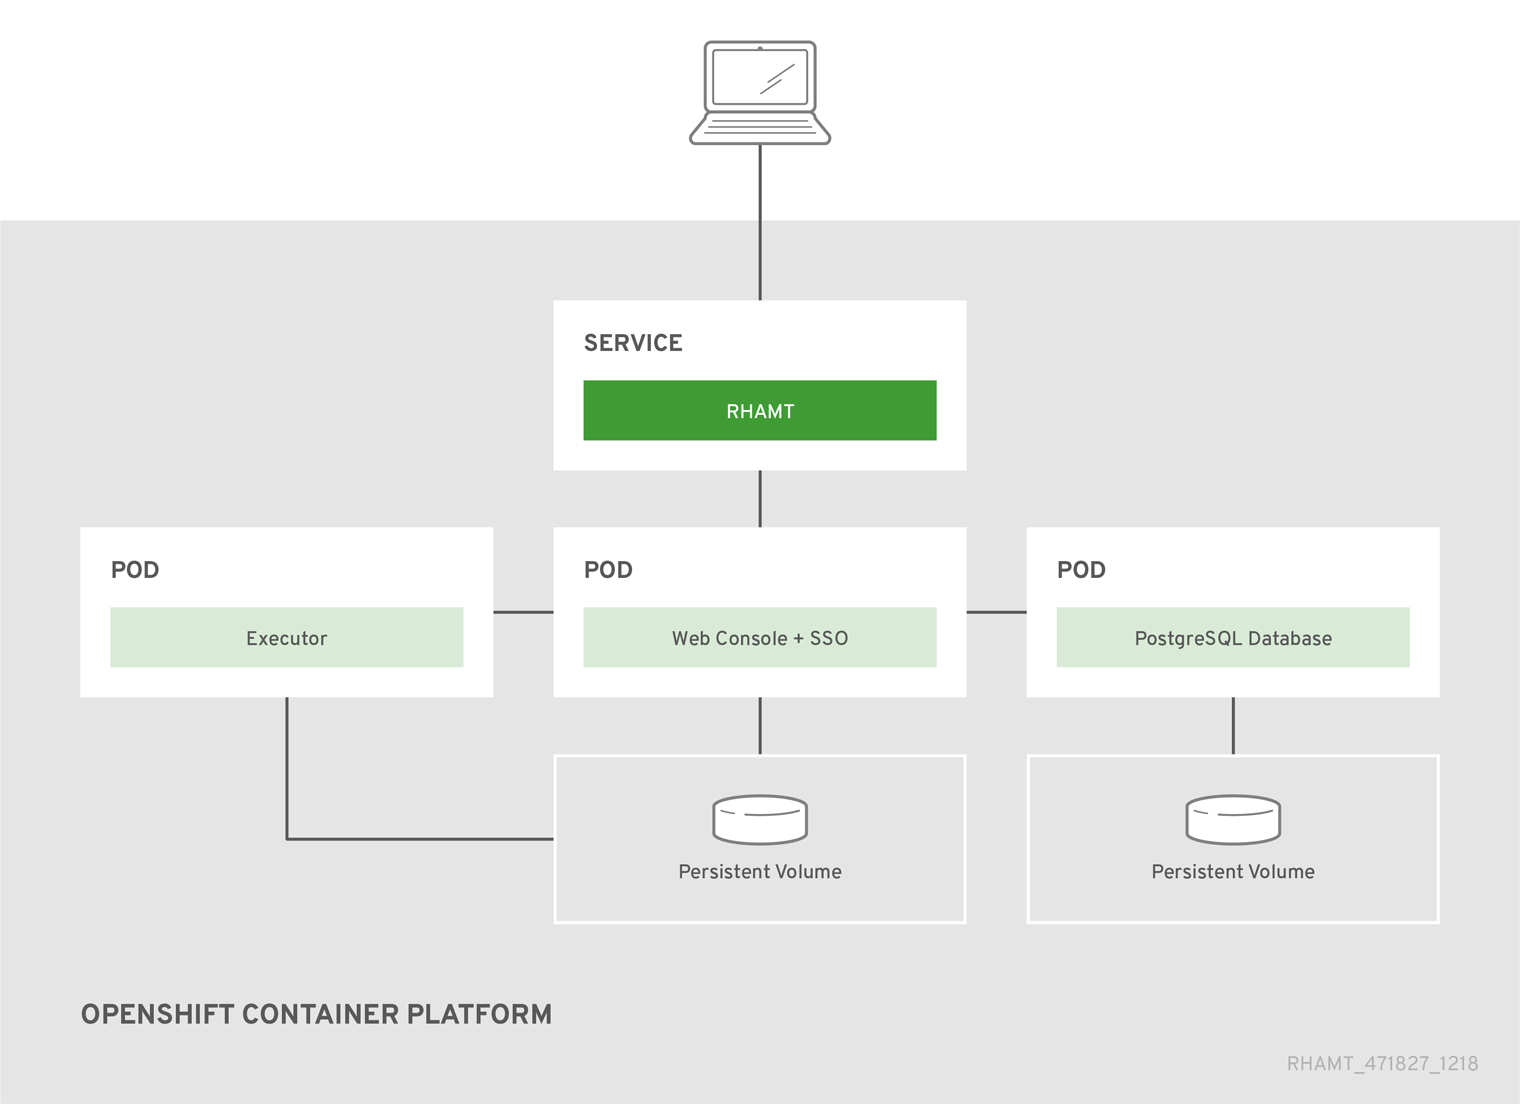 SERVICE
RHAMT
POD
Executor
POD
Web Console + SSO
POD
PostgreSQL Database
Persistent Volume
Persistent Volume
OPENSHIFT CONTAINER PLATFORM
RHAMT_471827_1218